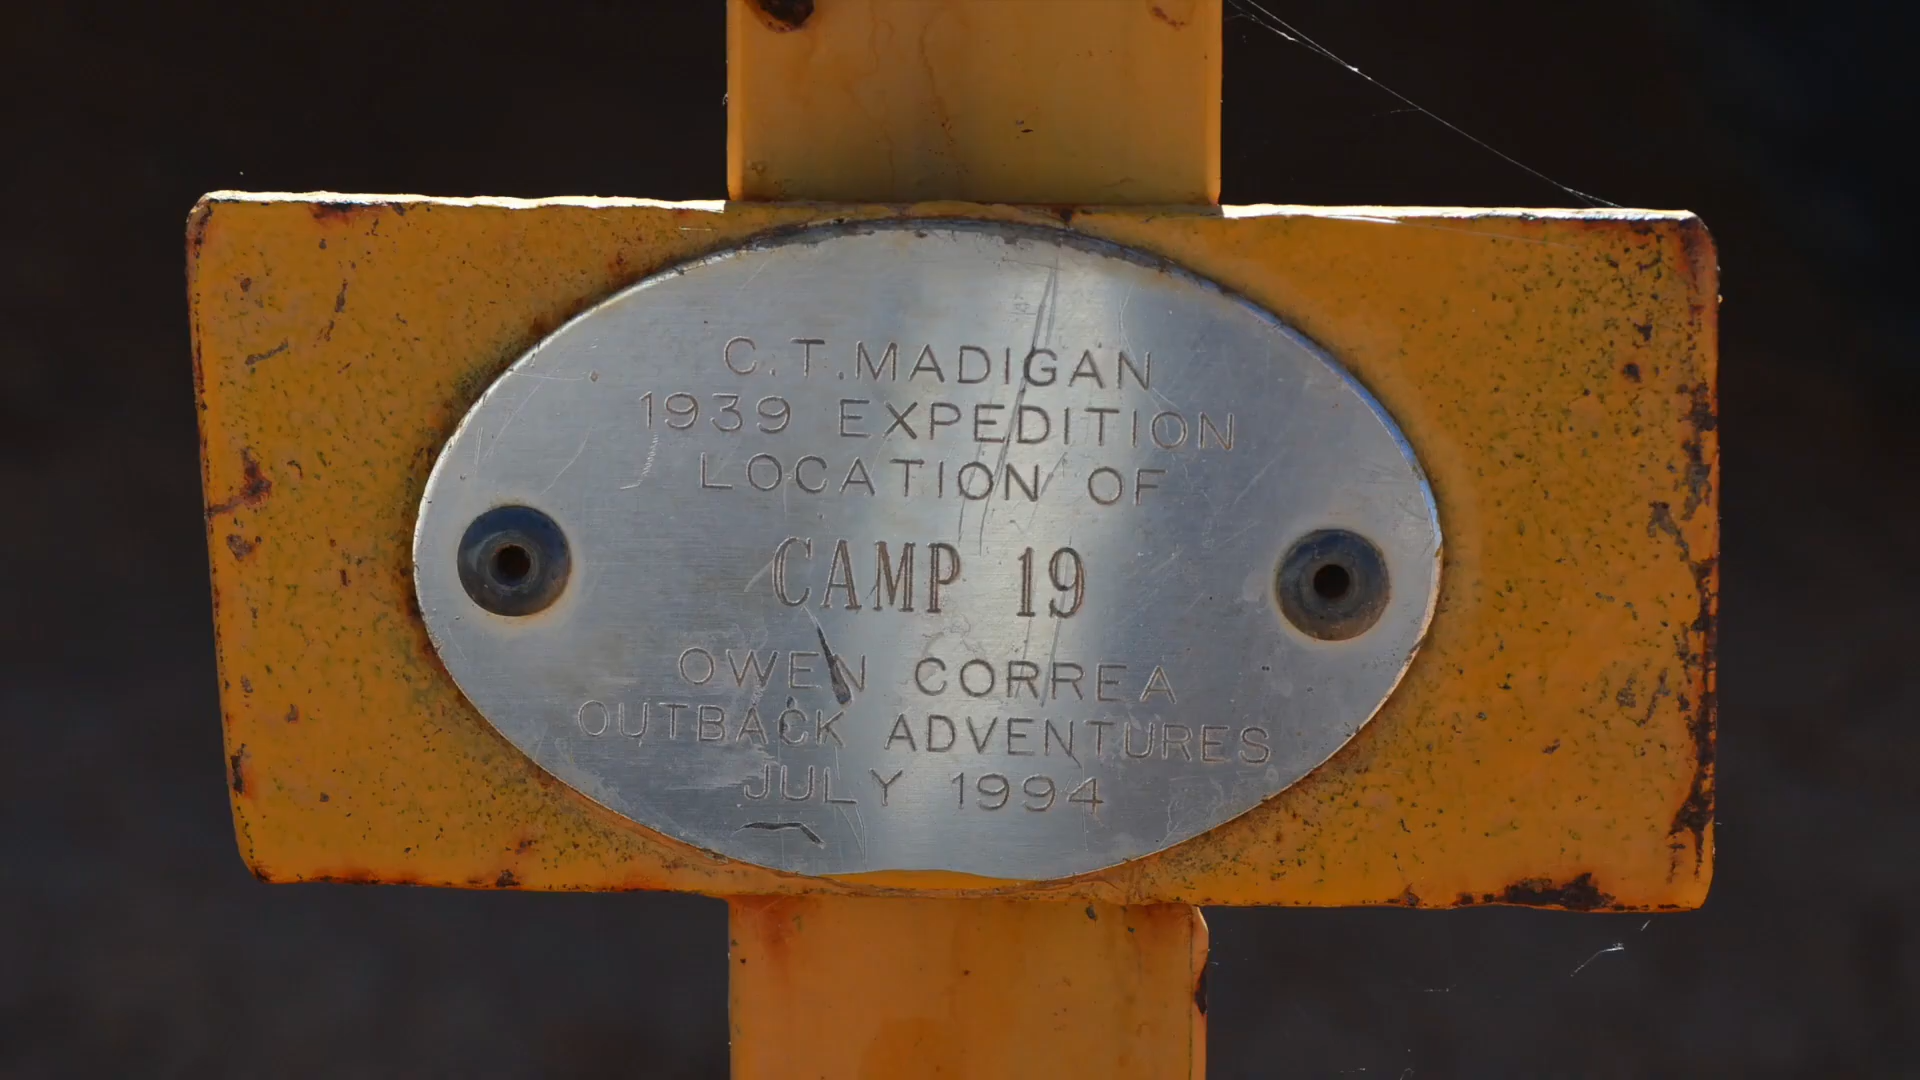 C.T.MADIGAN
1939 EXPEDITION
LOCATION OF
CAMP 19
OWEN CORREA
OUTBACK ADVENTURES
JULY 1994